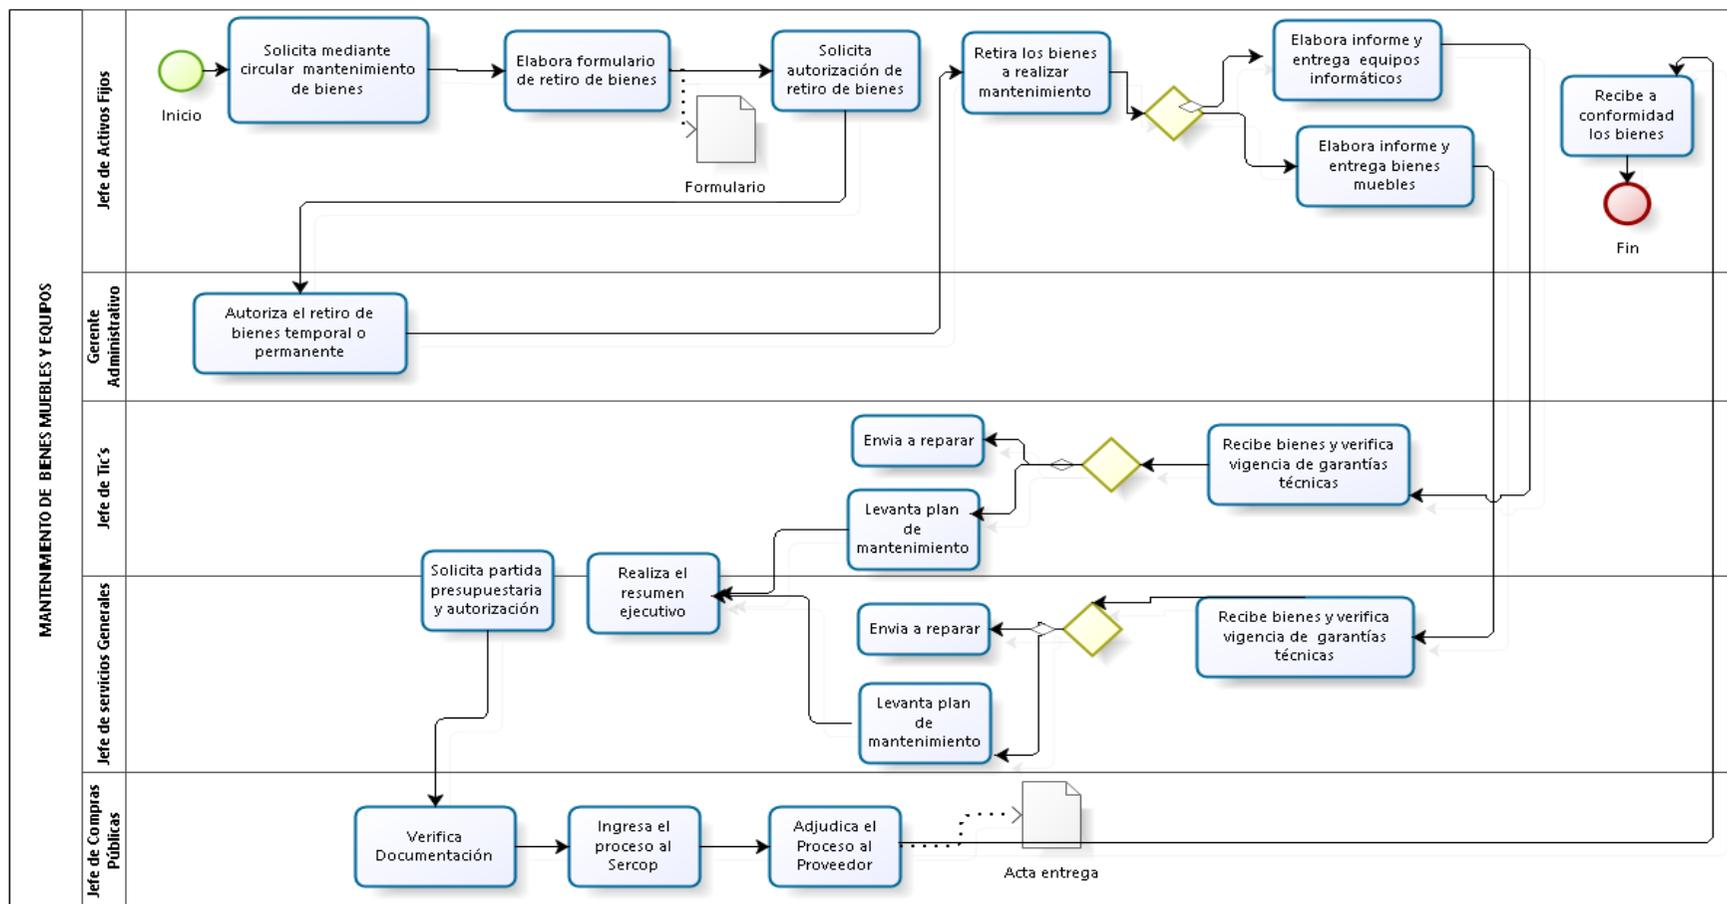 MANTENIMIENTO DE BIENES MUEBLES Y EQUIPOS
Jefe de Activos Fijos
Inicio
Solicita mediante
circular mantenimiento
de bienes
Elabora formulario
de retiro de bienes
Formulario
Solicita
autorización de
retiro de bienes
Retira los bienes
a realizar
mantenimiento
Elabora informe y
entrega equipos
informáticos
Elabora informe y
entrega bienes
muebles
Recibe a
conformidad
los bienes
Fin
Gerente
Administrativo
Autoriza el retiro de
bienes temporal o
permanente
Jefe de Tic's
Envia a reparar
Levanta plan
de
mantenimiento
Recibe bienes y verifica
vigencia de garantías
técnicas
Solicita partida
presupuestaria
y autorización
Realiza el
resumen
ejecutivo
Jefe de servicios Generales
Envia a reparar
Levanta plan
de
mantenimiento
Recibe bienes y verifica
vigencia de garantías
técnicas
Jefe de Compras
Públicas
Verifica
Documentación
Ingresa el
proceso al
Sercop
Adjudica el
Proceso al
Proveedor
Acta entrega